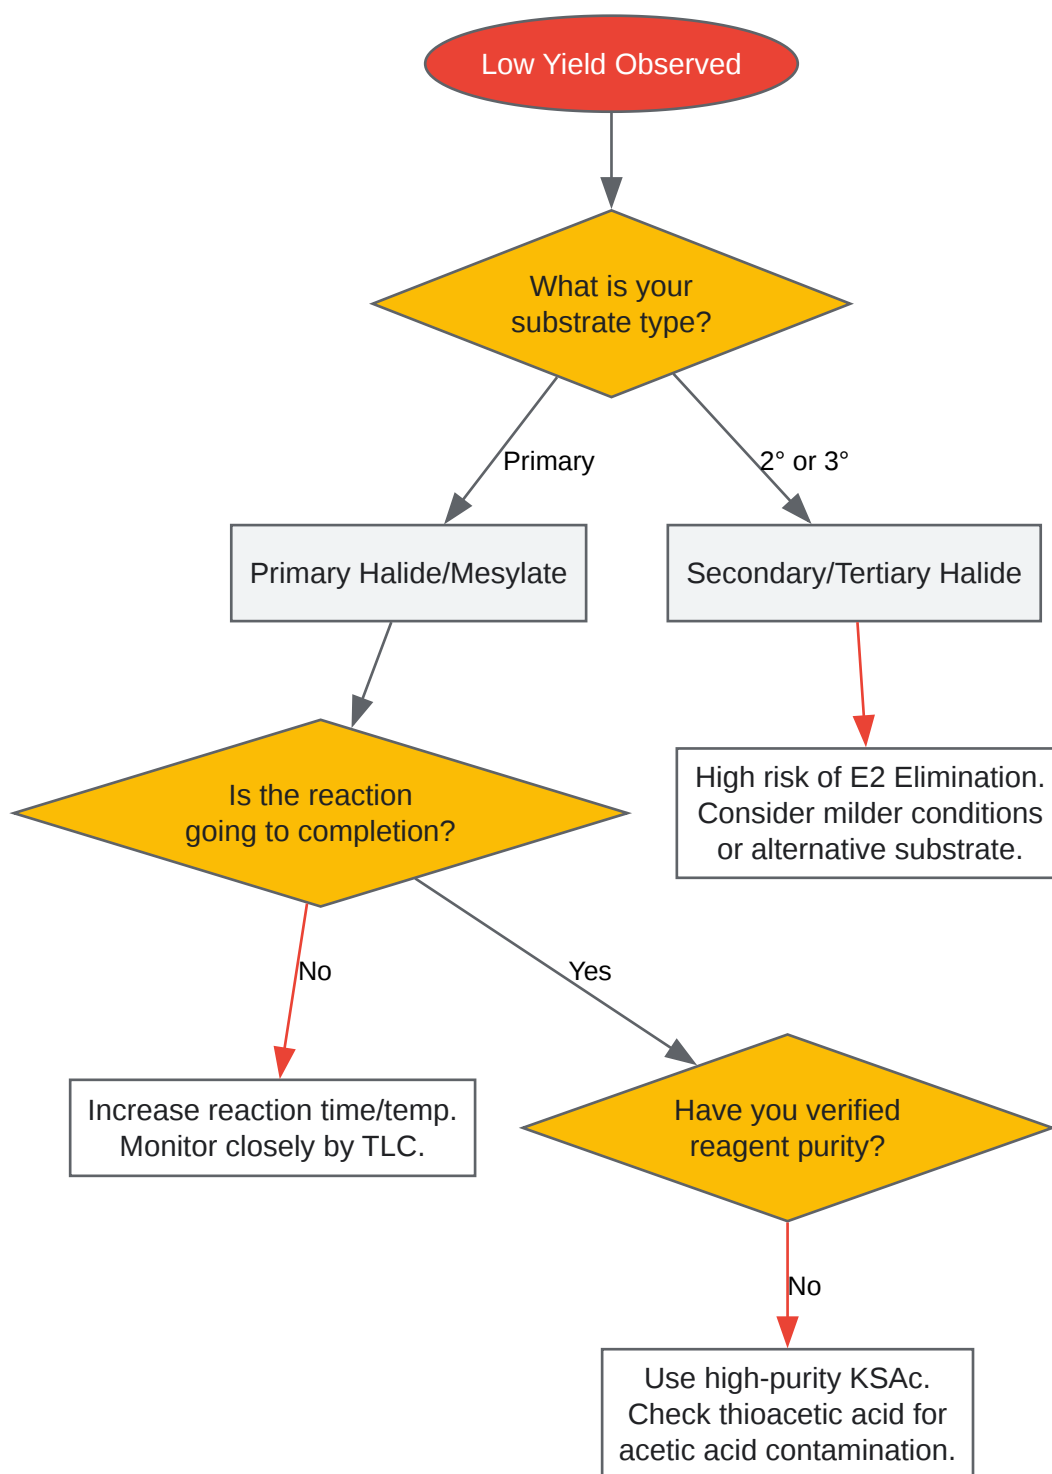 Low Yield Observed
What is your
substrate type?
Primary
2° or 3°
Primary Halide/Mesylate
Secondary/Tertiary Halide
Is the reaction
going to completion?
High risk of E2 Elimination.
Consider milder conditions
or alternative substrate.
No
Yes
Increase reaction time/temp.
Monitor closely by TLC.
Have you verified
reagent purity?
No
Use high-purity KSAc.
Check thioacetic acid for
acetic acid contamination.